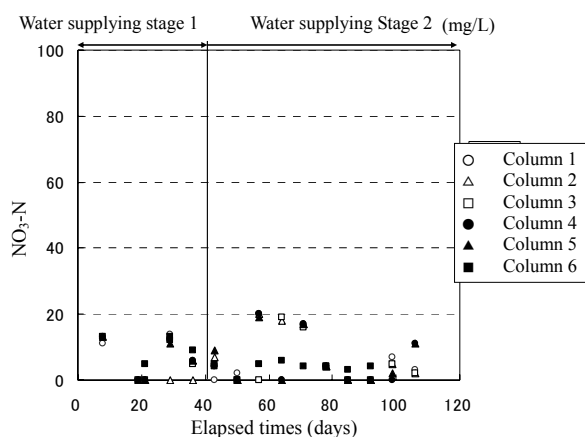 Water supplying stage 1
Water supplying Stage 2 (mg/L)
100
80
60
40
20
0
NO3-N
Column 1
Column 2
Column 3
Column 4
Column 5
Column 6
0 20 40 60 80 100 120
Elapsed times (days)